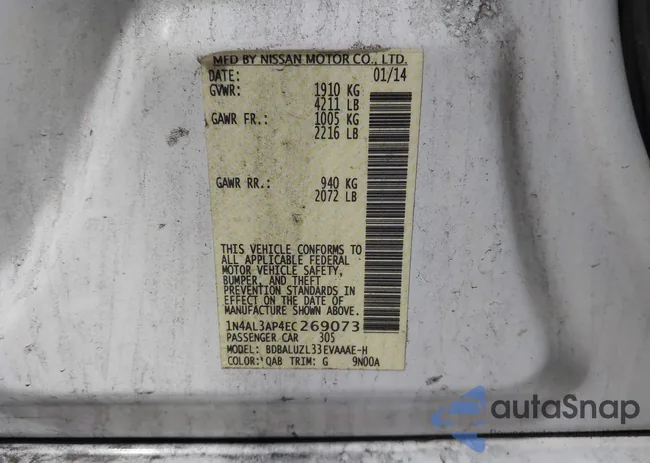 MFD BY NISSAN MOTOR CO., LTD.
DATE: 01/14
GVWR: 1910 KG
4211 LB
GAWR FR.: 1005 KG
2216 LB
GAWR RR.: 940 KG
2072 LB
THIS VEHICLE CONFORMS TO
ALL APPLICABLE FEDERAL
MOTOR VEHICLE SAFETY,
BUMPER, AND THEFT
PREVENTION STANDARDS IN
EFFECT ON THE DATE OF
MANUFACTURE SHOWN ABOVE.
1N4AL3AP4EC269073
PASSENGER CAR 305
MODEL: BDBALUZL33EVAAAE-H
COLOR: QAB TRIM: G 9N00A
autoSnap